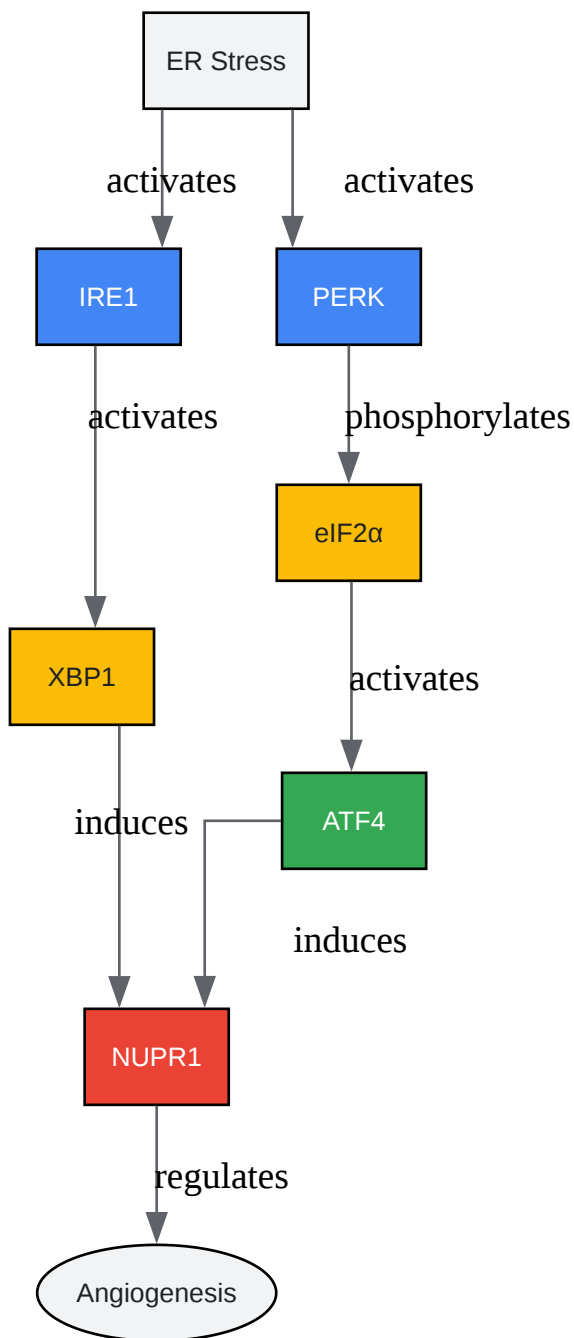 ER Stress
activates
activates
IRE1
PERK
activates
phosphorylates
eIF2α
XBP1
activates
induces
ATF4
induces
NUPR1
regulates
Angiogenesis